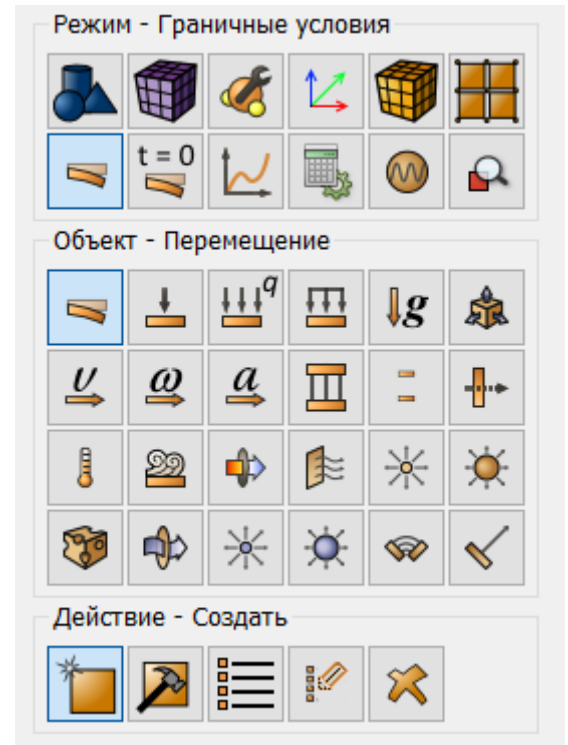 Режим - Граничные условия
t = 0
Объект - Перемещение
q
g
υ ω a
Действие - Создать